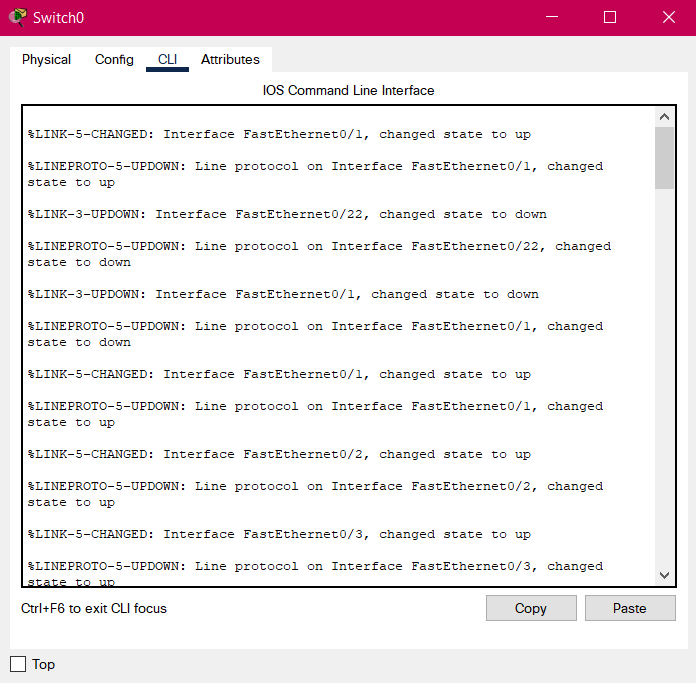 Switch0
Physical Config CLI Attributes
IOS Command Line Interface
%LINK-5-CHANGED: Interface FastEthernet0/1, changed state to up
%LINEPROTO-5-UPDOWN: Line protocol on Interface FastEthernet0/1, changed
state to up
%LINK-3-UPDOWN: Interface FastEthernet0/22, changed state to down
%LINEPROTO-5-UPDOWN: Line protocol on Interface FastEthernet0/22, changed
state to down
%LINK-3-UPDOWN: Interface FastEthernet0/1, changed state to down
%LINEPROTO-5-UPDOWN: Line protocol on Interface FastEthernet0/1, changed
state to down
%LINK-5-CHANGED: Interface FastEthernet0/1, changed state to up
%LINEPROTO-5-UPDOWN: Line protocol on Interface FastEthernet0/1, changed
state to up
%LINK-5-CHANGED: Interface FastEthernet0/2, changed state to up
%LINEPROTO-5-UPDOWN: Line protocol on Interface FastEthernet0/2, changed
state to up
%LINK-5-CHANGED: Interface FastEthernet0/3, changed state to up
%LINEPROTO-5-UPDOWN: Line protocol on Interface FastEthernet0/3, changed
state to up
Ctrl+F6 to exit CLI focus
Copy Paste
Top